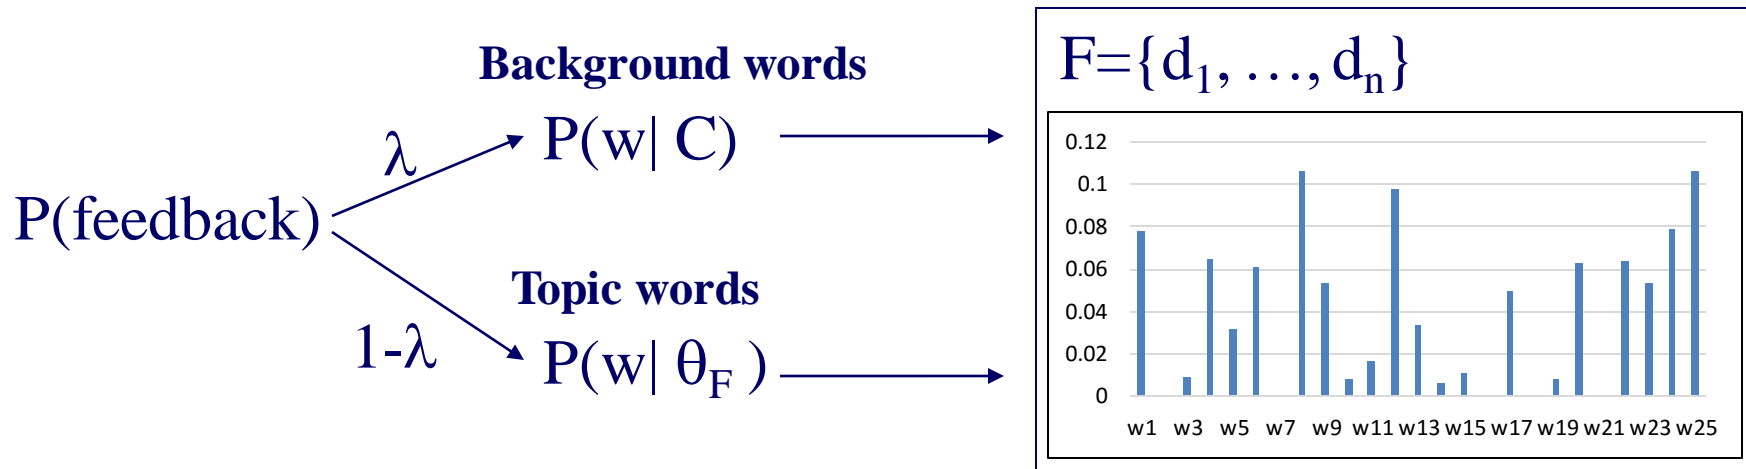 Background words
P(w| C)
λ
P(feedback)
1-λ
Topic words
P(w| θF )
F={d1, …, dn}
0.12
0.1
0.08
0.06
0.04
0.02
0
w1 w3 w5 w7 w9 w11 w13 w15 w17 w19 w21 w23 w25